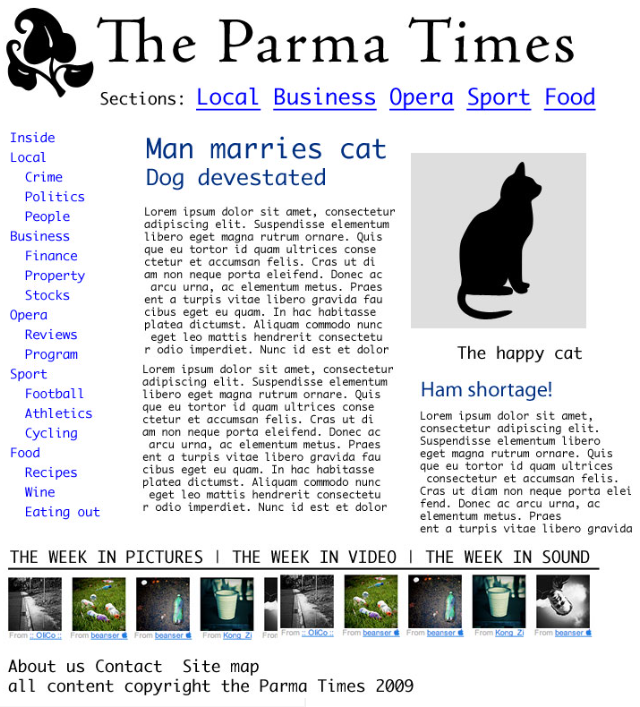 The Parma Times
Sections: Local Business Opera Sport Food
Inside
Local
Crime
Politics
People
Business
Finance
Property
Stocks
Opera
Reviews
Program
Sport
Football
Athletics
Cycling
Food
Recipes
Wine
Eating out
Man marries cat
Dog devestated
Lorem ipsum dolor sit amet, consectetur
adipiscing elit. Suspendisse elementum
libero eget magna rutrum ornare. Quis
que eu tortor id quam ultrices conse
ctetur et accumsan felis. Cras ut di
am non neque porta eleifend. Donec ac
arcu urna, ac elementum metus. Praes
ent a turpis vitae libero gravida fau
cibus eget eu quam. In hac habitasse
platea dictumst. Aliquam commodo nunc
eget leo mattis hendrerit consectetu
r odio imperdiet. Nunc id est et dolor
Lorem ipsum dolor sit amet, consectetur
adipiscing elit. Suspendisse elementum
libero eget magna rutrum ornare. Quis
que eu tortor id quam ultrices conse
ctetur et accumsan felis. Cras ut di
am non neque porta eleifend. Donec ac
arcu urna, ac elementum metus. Praes
ent a turpis vitae libero gravida fau
cibus eget eu quam. In hac habitasse
platea dictumst. Aliquam commodo nunc
eget leo mattis hendrerit consectetu
r odio imperdiet. Nunc id est et dolor
The happy cat
Ham shortage!
Lorem ipsum dolor sit amet,
consectetur adipiscing elit.
Suspendisse elementum libero
eget magna rutrum ornare. Quis
que eu tortor id quam ultrices
consectetur et accumsan felis.
Cras ut diam non neque porta elei
fend. Donec ac arcu urna, ac
elementum metus. Praes
ent a turpis vitae libero gravida
THE WEEK IN PICTURES | THE WEEK IN VIDEO | THE WEEK IN SOUND
From :: OliCo :: From beanser From beanser From Kong_Zi From :: OliCo :: From beanser From beanser From Kong_Zi From beanser
About us Contact Site map
all content copyright the Parma Times 2009